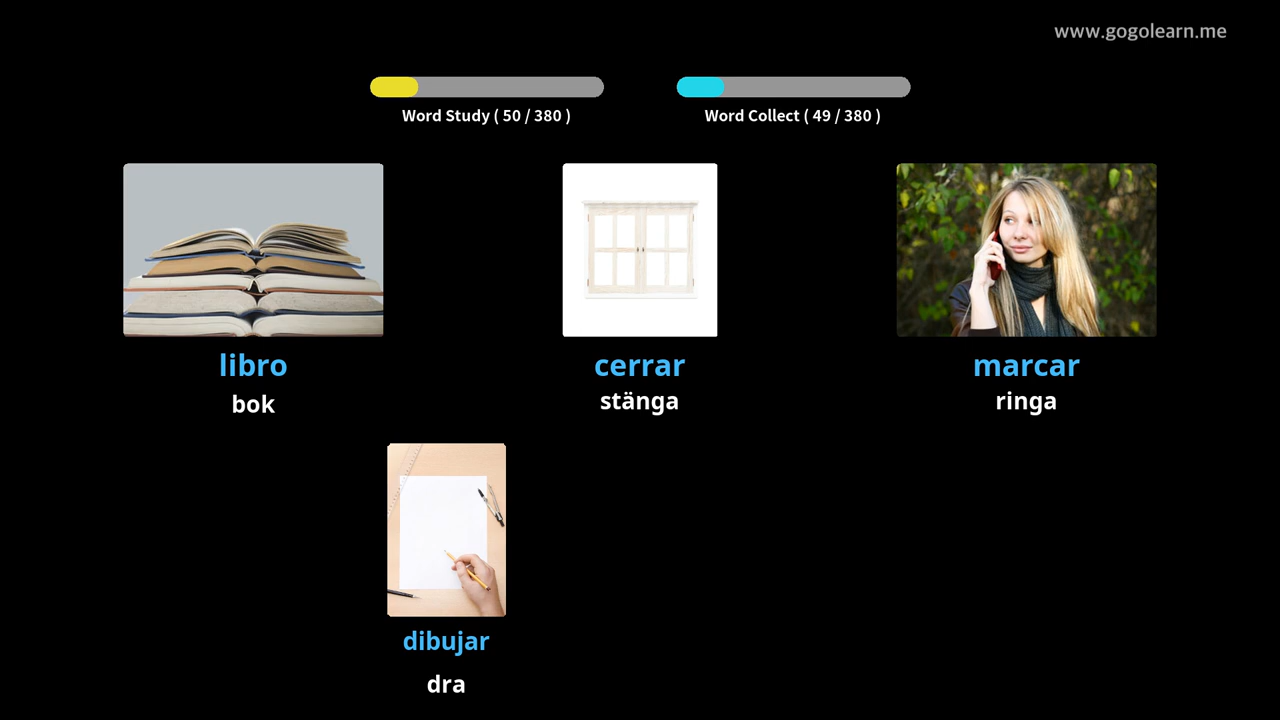 www.gogolearn.me
Word Study ( 50 / 380 )
Word Collect ( 49 / 380 )
libro
bok
cerrar
stänga
marcar
ringa
dibujar
dra